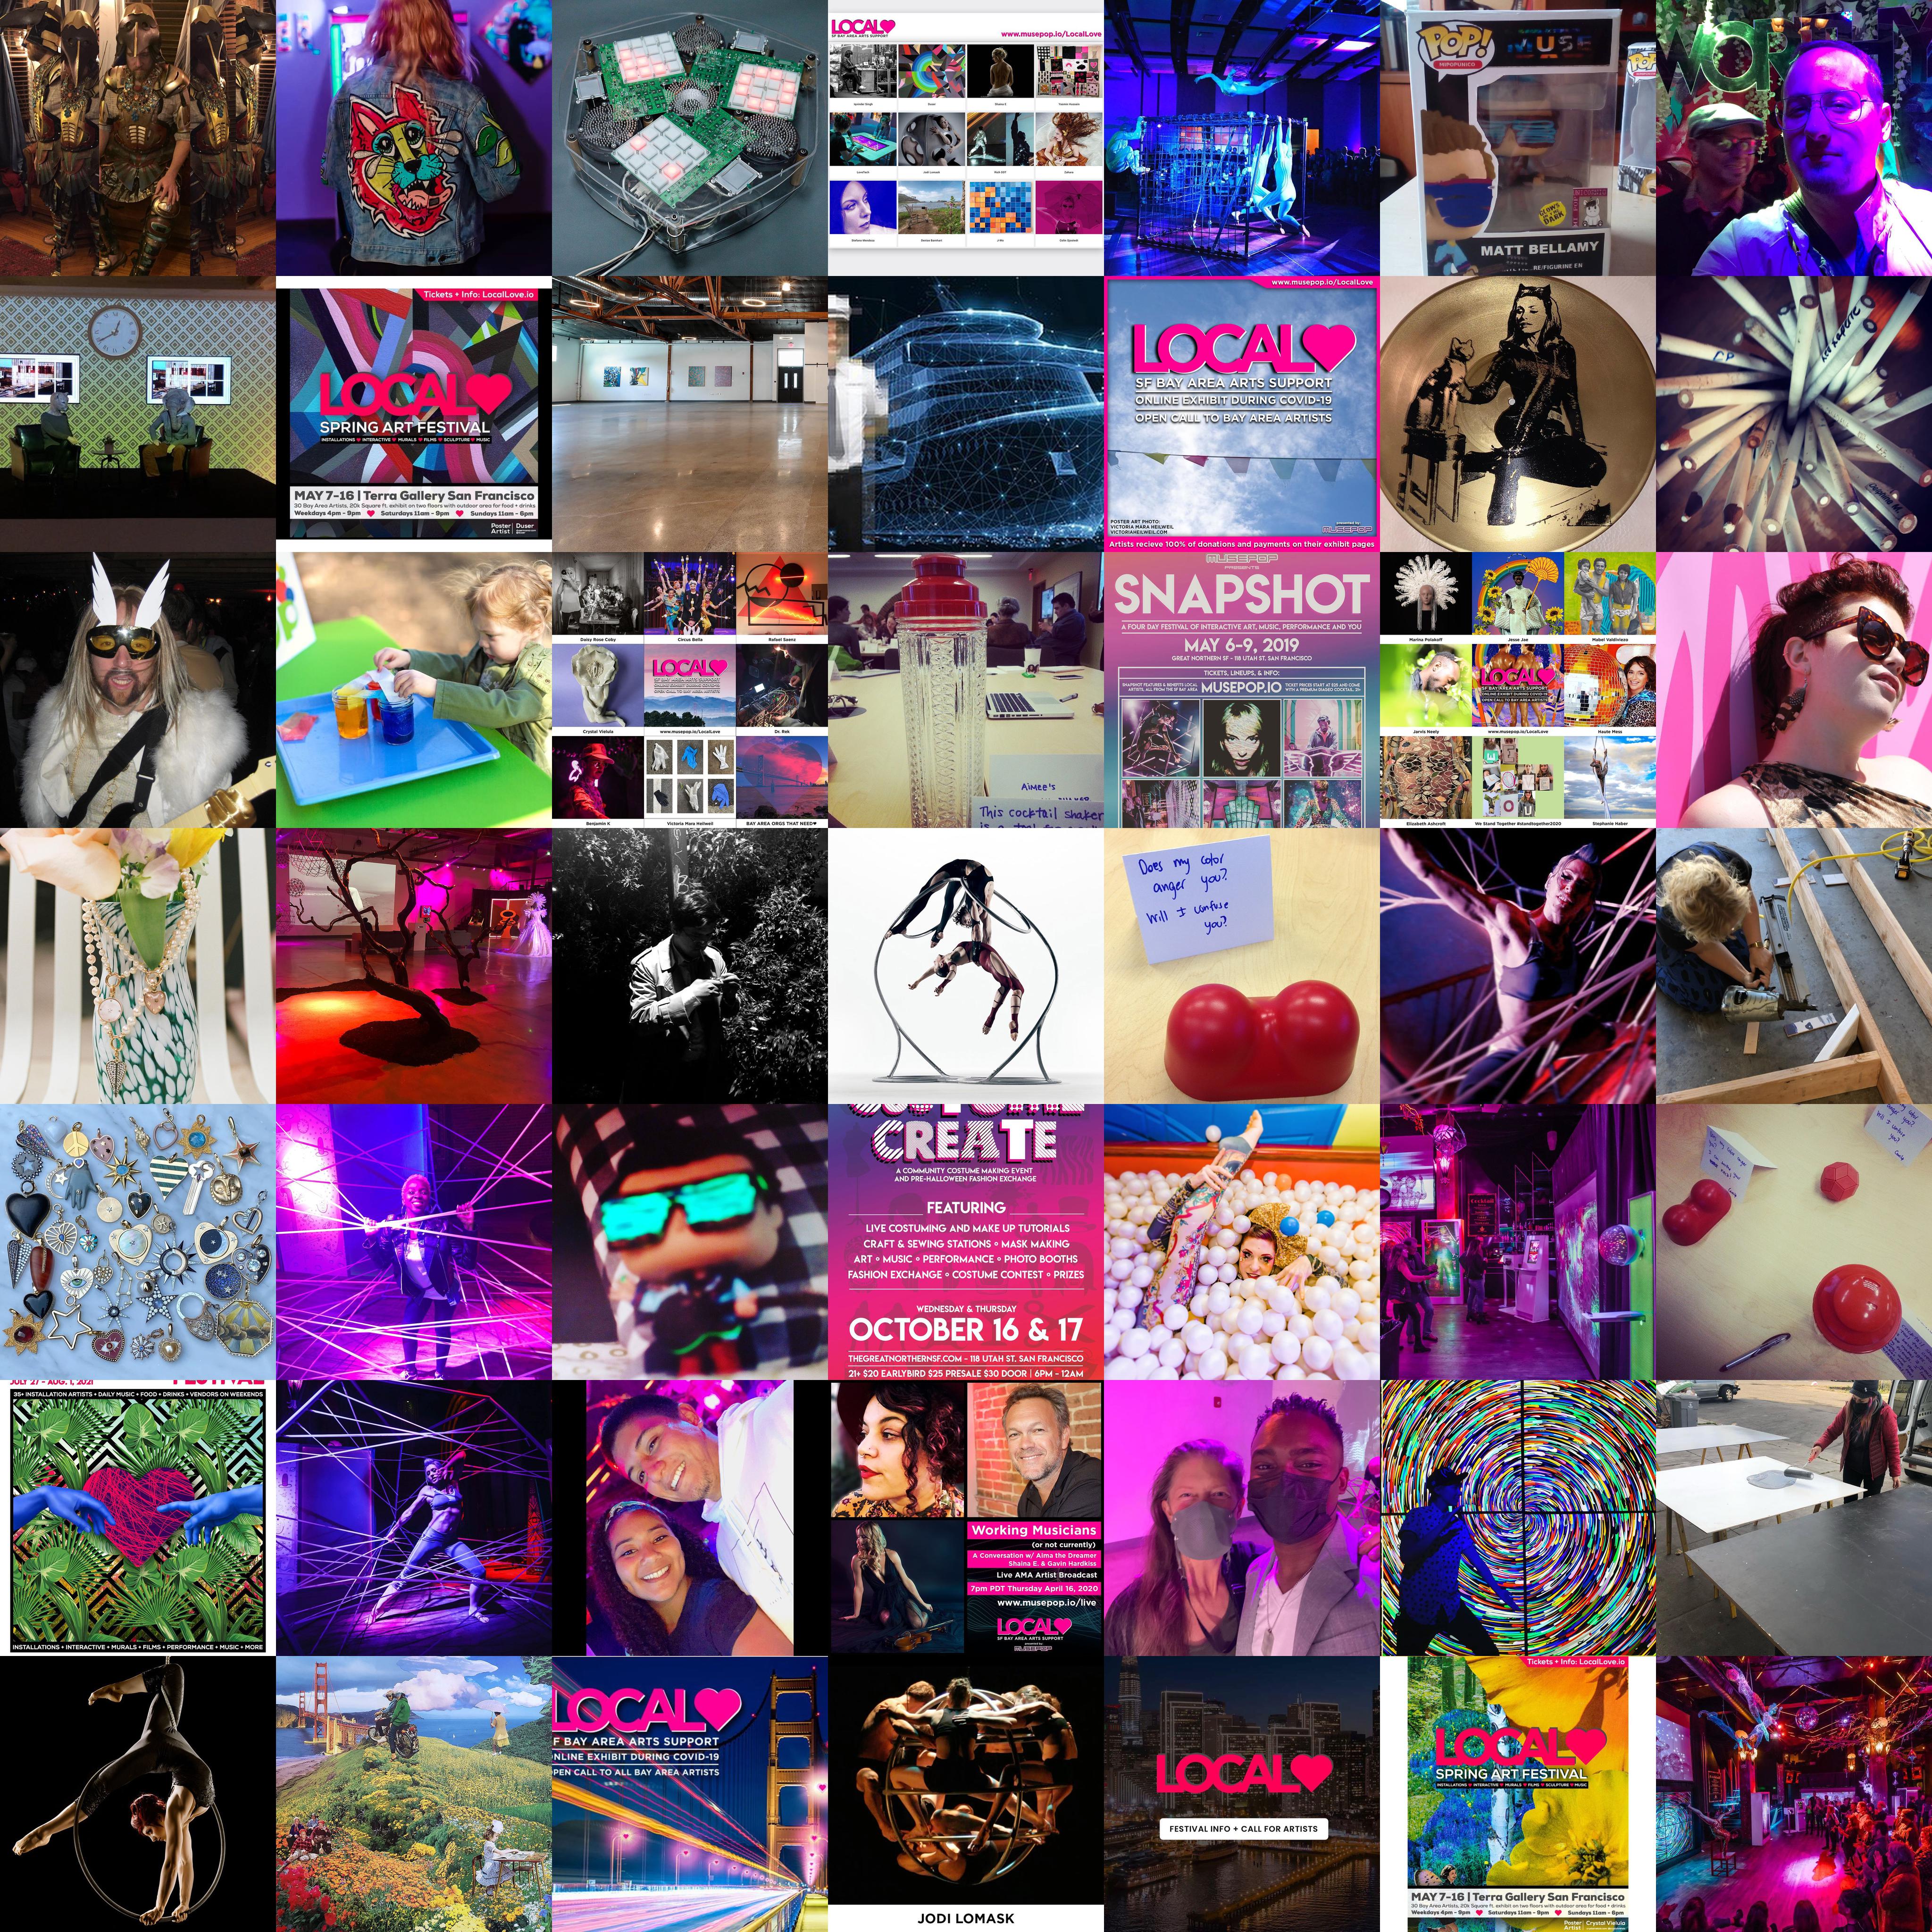 LOCAL
SF BAY AREA ARTS SUPPORT
www.musepop.io/LocalLove
POP!
MUSE
GLOWS
DARK
MATT BELLAMY
WORTHY
Tickets + Info: LocalLove.io
LOCAL
SPRING ART FESTIVAL
INSTALLATIONS ♥ INTERACTIVE ♥ MURALS ♥ FILMS ♥ SCULPTURE ♥ MUSIC
MAY 7-16 | Terra Gallery San Francisco
30 Bay Area Artists, 20k Square ft. exhibit on two floors with outdoor area for food + drinks
Weekdays 4pm - 9pm ♥ Saturdays 11am - 9pm ♥ Sundays 11am - 6pm
Poster Artist | Duser
www.musepop.io/LocalLove
LOCAL
SF BAY AREA ARTS SUPPORT
ONLINE EXHIBIT DURING COVID-19
OPEN CALL TO BAY AREA ARTISTS
POSTER ART PHOTO:
VICTORIA MARA HEILWEIL
VICTORIAHEILWEIL.COM
MUSEPOP
Artists recieve 100% of donations and payments on their exhibit pages
Daisy Rose Coby
Circus Bella
Rafael Saenz
LOCAL
Crystal Vielula
www.musepop.io/LocalLove
Dr. Rek
Benjamin K
Victoria Mara Heilweil
BAY AREA ORGS THAT NEED♥
AiMEE'S
This cocktail shaker
MUSEPOP
PRESENTS
SNAPSHOT
A FOUR DAY FESTIVAL OF INTERACTIVE ART, MUSIC, PERFORMANCE AND YOU
MAY 6-9, 2019
GREAT NORTHERN SF - 118 UTAH ST, SAN FRANCISCO
TICKETS, LINEUPS, & INFO:
MUSEPOP.IO
Marina Polakoff
Jesse Jae
Mabel Valdiviezo
LOCAL
Jarvis Neely
www.musepop.io/LocalLove
Haute Mess
Elizabeth Ashcroft
We Stand Together #standtogether2020
Stephanie Haber
Does my color
anger you?
Will I confuse
you?
CREATE
A COMMUNITY COSTUME MAKING EVENT
AND PRE-HALLOWEEN FASHION EXCHANGE
FEATURING
LIVE COSTUMING AND MAKE UP TUTORIALS
CRAFT & SEWING STATIONS • MASK MAKING
ART • MUSIC • PERFORMANCE • PHOTO BOOTHS
FASHION EXCHANGE • COSTUME CONTEST • PRIZES
WEDNESDAY & THURSDAY
OCTOBER 16 & 17
THEGREATNORTHERNSF.COM – 118 UTAH ST. SAN FRANCISCO
21+ $20 EARLYBIRD $25 PRESALE $30 DOOR | 6PM - 12AM
JULY 27 - AUG. 1, 2021
FESTIVAL
35+ INSTALLATION ARTISTS • DAILY MUSIC • FOOD • DRINKS • VENDORS ON WEEKENDS
INSTALLATIONS • INTERACTIVE • MURALS • FILMS • PERFORMANCE • MUSIC • MORE
Working Musicians
(or not currently)
A Conversation w/ Aima the Dreamer
Shaina E. & Gavin Hardkiss
Live AMA Artist Broadcast
7pm PDT Thursday April 16, 2020
www.musepop.io/live
LOCAL
SF BAY AREA ARTS SUPPORT
MUSEPOP
LOCAL
F BAY AREA ARTS SUPPORT
NLINE EXHIBIT DURING COVID-19
PEN CALL TO ALL BAY AREA ARTISTS
JODI LOMASK
LOCAL
FESTIVAL INFO + CALL FOR ARTISTS
Tickets + Info: LocalLove.io
LOCAL
SPRING ART FESTIVAL
INSTALLATIONS ♥ INTERACTIVE ♥ MURALS ♥ FILMS ♥ SCULPTURE ♥ MUSIC
MAY 7-16 | Terra Gallery San Francisco
30 Bay Area Artists, 20k Square ft. exhibit on two floors with outdoor area for food + drinks
Weekdays 4pm - 9pm ♥ Saturdays 11am - 9pm ♥ Sundays 11am - 6pm
Poster Artist | Crystal Vielula